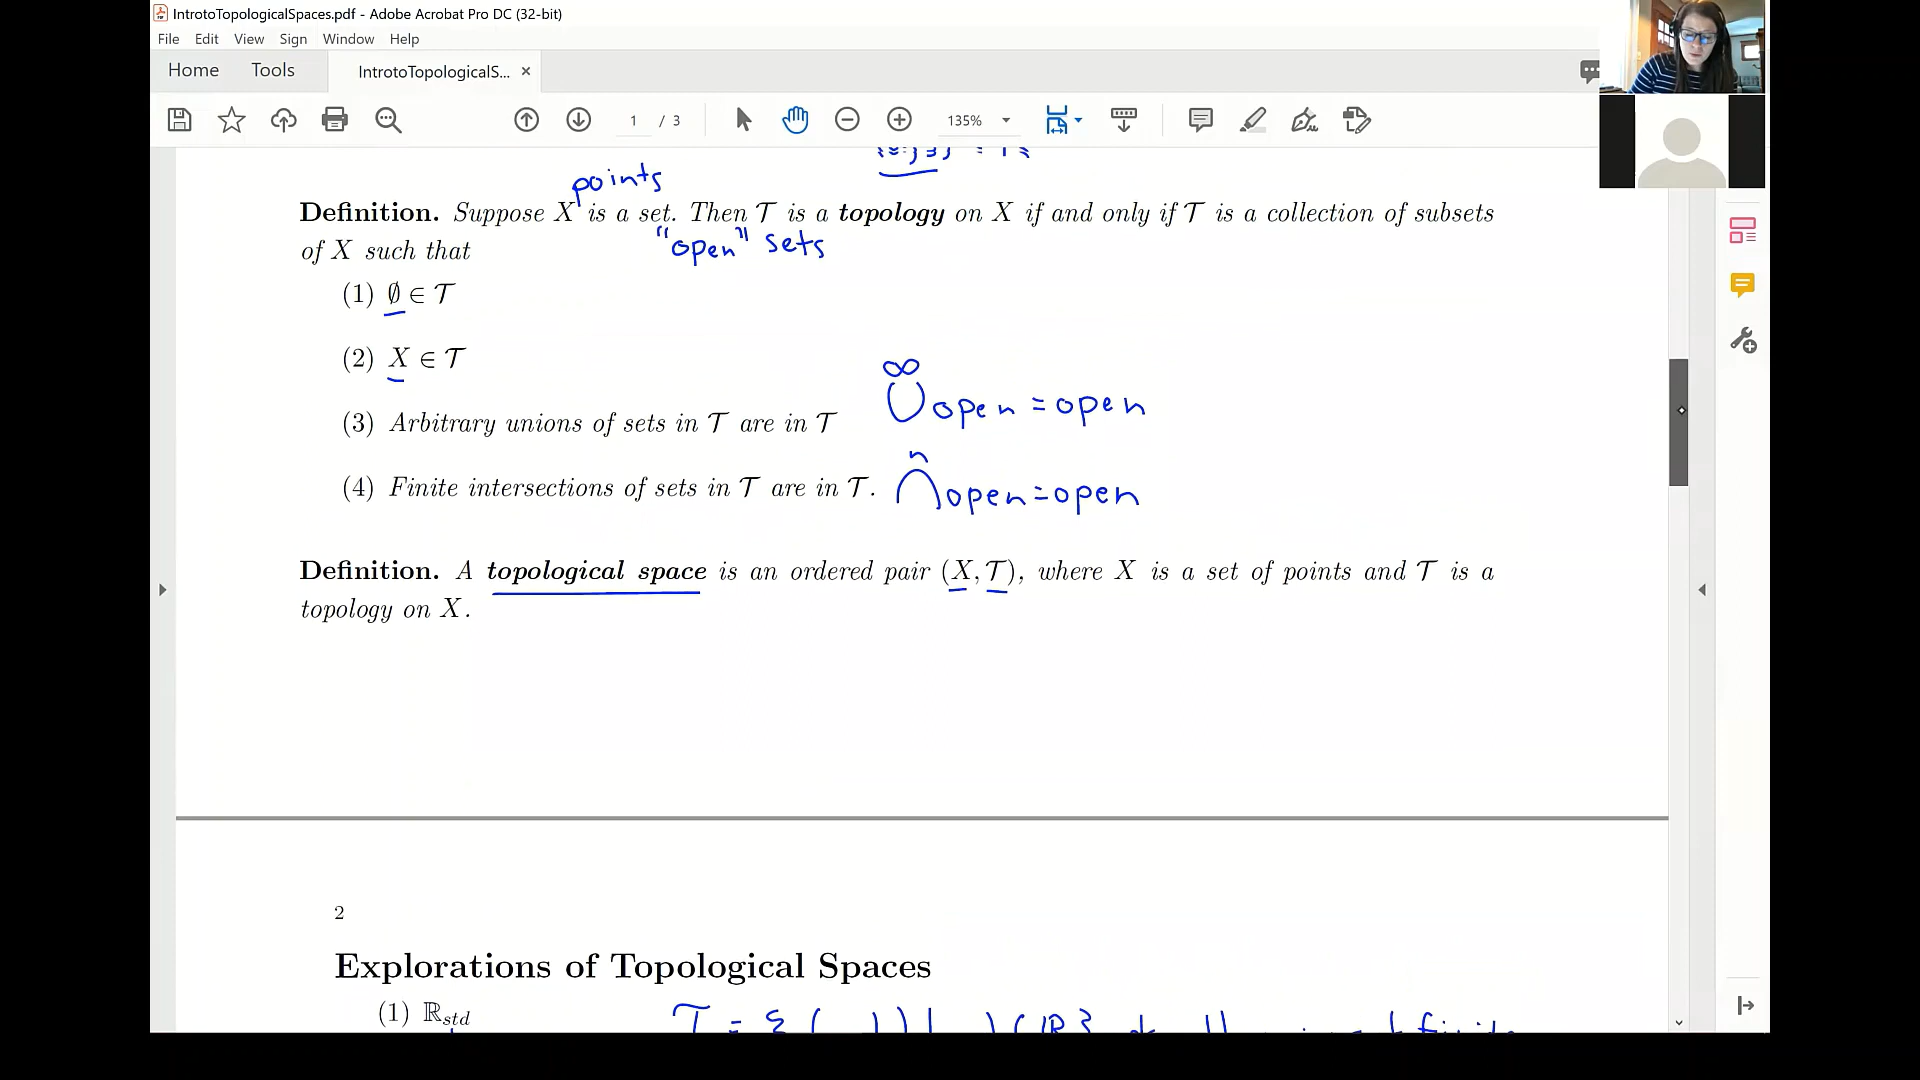 IntrotoTopologicalSpaces.pdf - Adobe Acrobat Pro DC (32-bit)
File Edit View Sign Window Help
Home Tools IntrotoTopologicalS... ×
1 / 3 135%
points
Definition. Suppose X is a set. Then 𝒯 is a topology on X if and only if 𝒯 is a collection of subsets
"open" sets
of X such that
(1) ∅ ∈ 𝒯
(2) X ∈ 𝒯
∞
∪ open = open
(3) Arbitrary unions of sets in 𝒯 are in 𝒯
n
(4) Finite intersections of sets in 𝒯 are in 𝒯. ∩ open = open
Definition. A topological space is an ordered pair (X, 𝒯), where X is a set of points and 𝒯 is a
topology on X.
2
Explorations of Topological Spaces
(1) ℝstd